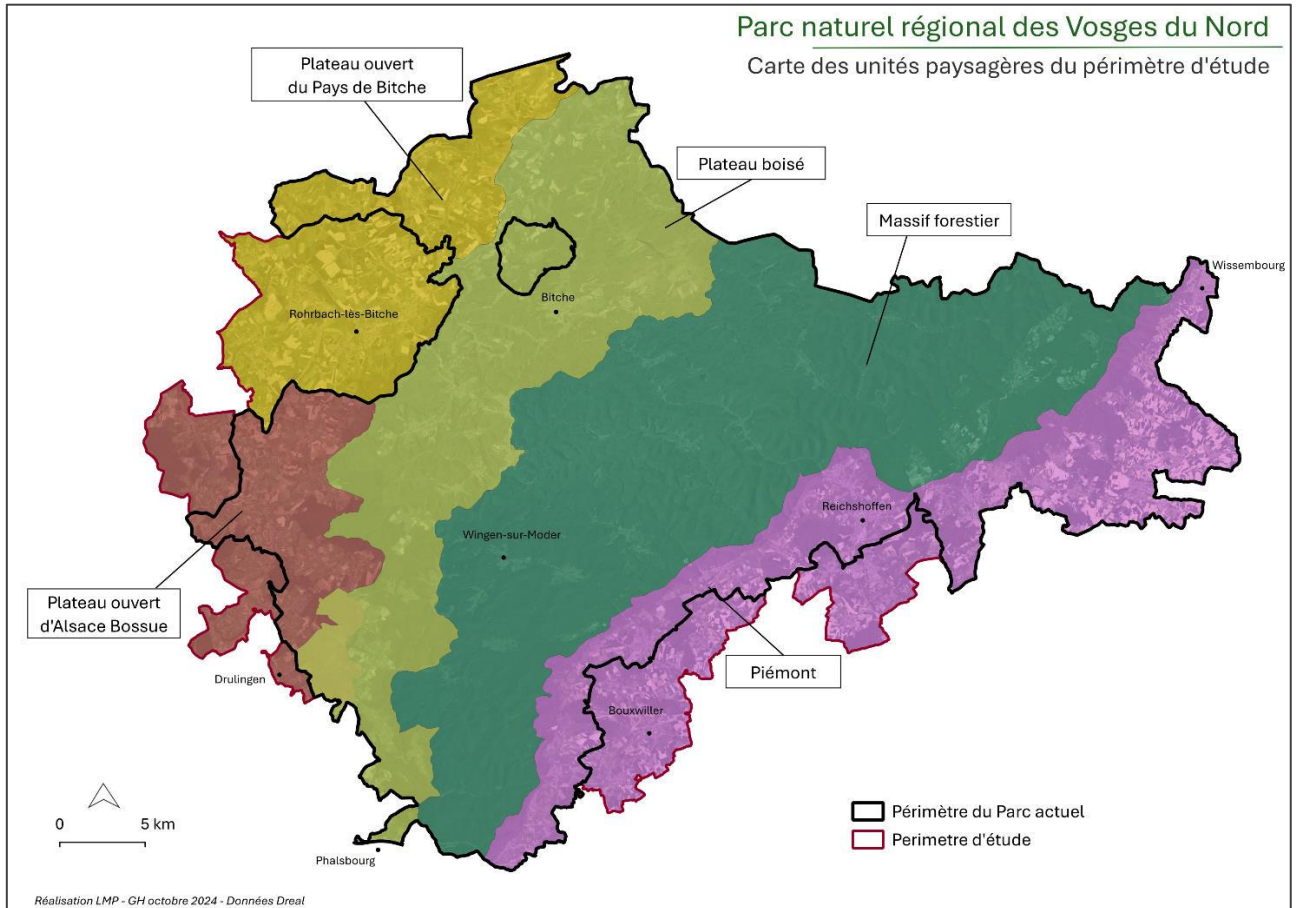 Parc naturel régional des Vosges du Nord
Carte des unités paysagères du périmètre d'étude
Plateau ouvert
du Pays de Bitche
Plateau boisé
Massif forestier
Wissembourg
Bitche
Rohrbach-lès-Bitche
Reichshoffen
Wingen-sur-Moder
Plateau ouvert
d'Alsace Bossue
Piémont
Drulingen
Bouxwiller
0 5 km
Phalsbourg
Périmètre du Parc actuel
Perimetre d'étude
Réalisation LMP - GH octobre 2024 - Données Dreal